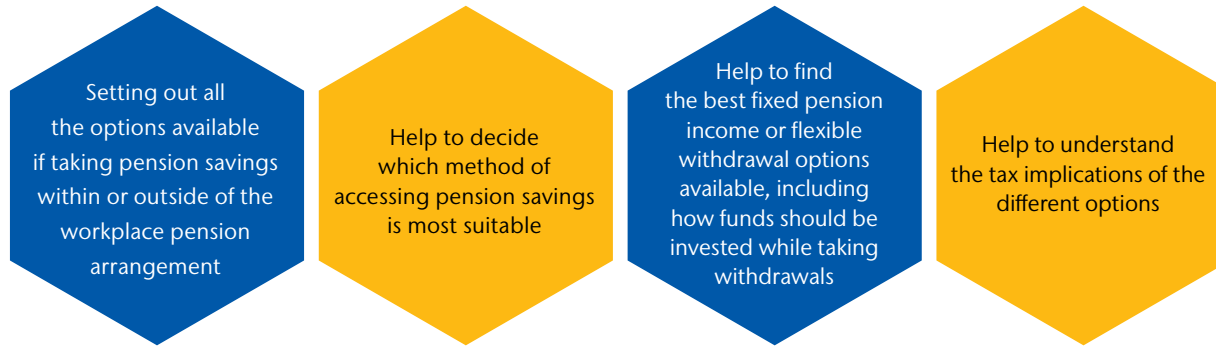 Setting out all
the options available
if taking pension savings
within or outside of the
workplace pension
arrangement
Help to decide
which method of
accessing pension savings
is most suitable
Help to find
the best fixed pension
income or flexible
withdrawal options
available, including
how funds should be
invested while taking
withdrawals
Help to understand
the tax implications of the
different options